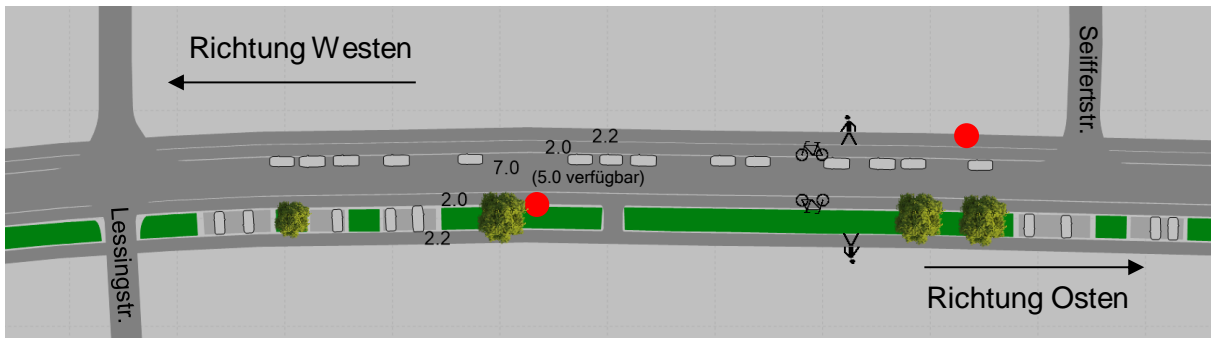 Richtung Westen
Seiffertstr.
2.2
2.0
7.0
(5.0 verfügbar)
2.0
2.2
Lessingstr.
Richtung Osten